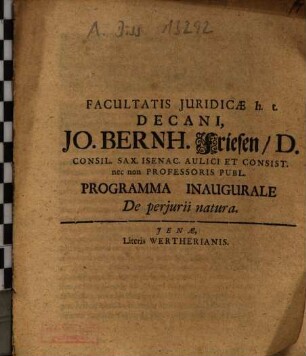 A. Diss 13292
FACULTATIS JURIDICÆ h. t.
DECANI,
JO. BERNH. Friesen / D.
CONSIL. SAX. ISENAC. AULICI ET CONSIST.
nec non PROFESSORIS PUBL.
PROGRAMMA INAUGURALE
De perjurii natura.
JENÆ,
Literis WERTHERIANIS.